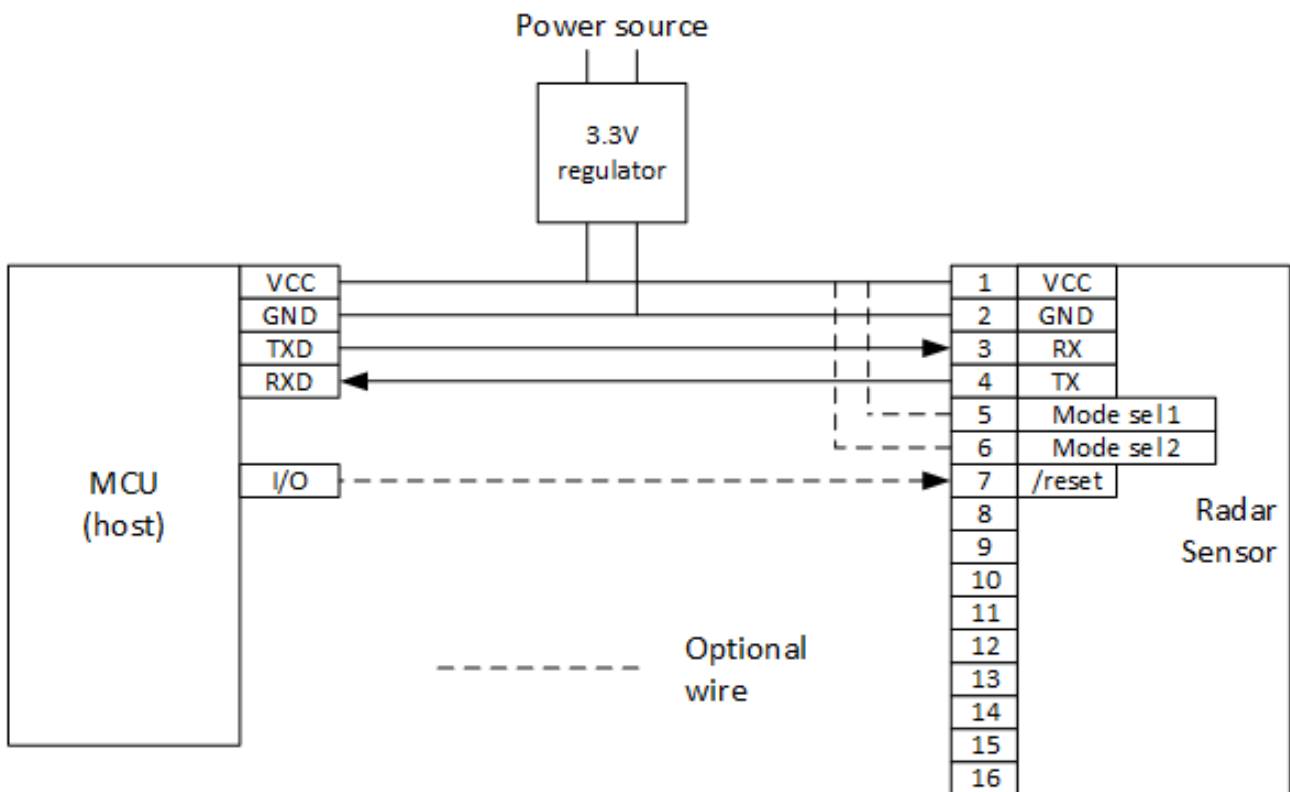 Power source
3.3V
regulator
VCC
GND
TXD
RXD
I/O
MCU
(host)
1 VCC
2 GND
3 RX
4 TX
5 Mode sel1
6 Mode sel2
7 /reset
8
9
10
11
12
13
14
15
16
Radar
Sensor
Optional
wire